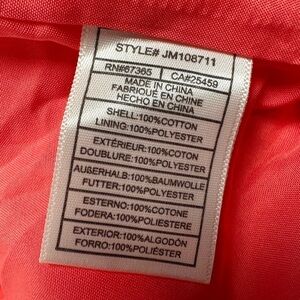 STYLE# JM108711
RN#67365 CA#25459
MADE IN CHINA
FABRIQUÉ EN CHINE
HECHO EN CHINA
SHELL:100%COTTON
LINING:100%POLYESTER
EXTÉRIEUR:100%COTON
DOUBLURE:100%POLYESTER
AUßERHALB:100%BAUMWOLLE
FUTTER:100%POLYESTER
ESTERNO:100%COTONE
FODERA:100%POLIESTERE
EXTERIOR:100%ALGODÓN
FORRO:100%POLIÉSTER